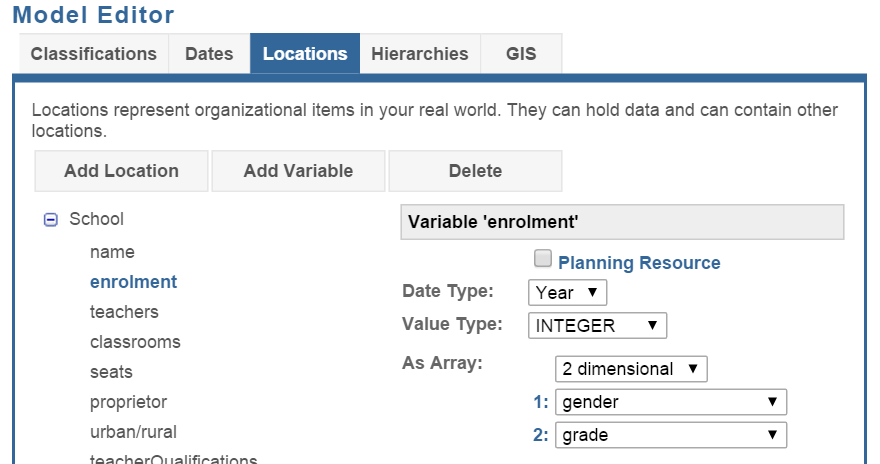 Model Editor
Classifications Dates Locations Hierarchies GIS
Locations represent organizational items in your real world. They can hold data and can contain other
locations.
Add Location Add Variable Delete
School
Variable 'enrolment'
name
Planning Resource
enrolment
Date Type: Year
teachers
Value Type: INTEGER
classrooms
As Array: 2 dimensional
seats
proprietor
1: gender
urban/rural
2: grade
teacherQualifications